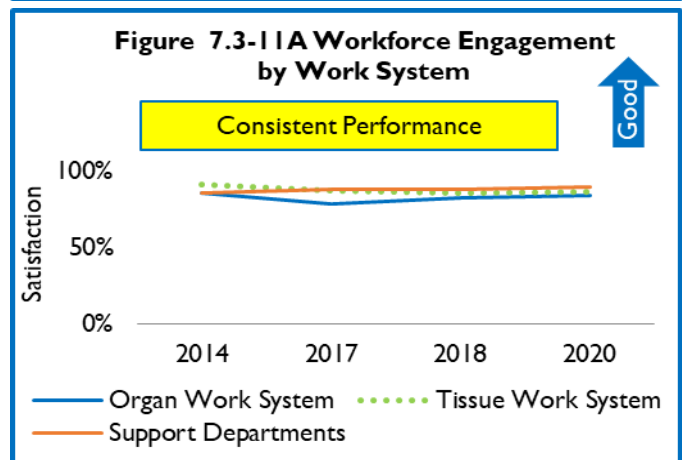 Figure 7.3-11A Workforce Engagement
by Work System
Good
Consistent Performance
Satisfaction
100%
50%
0%
2014 2017 2018 2020
Organ Work System Tissue Work System
Support Departments